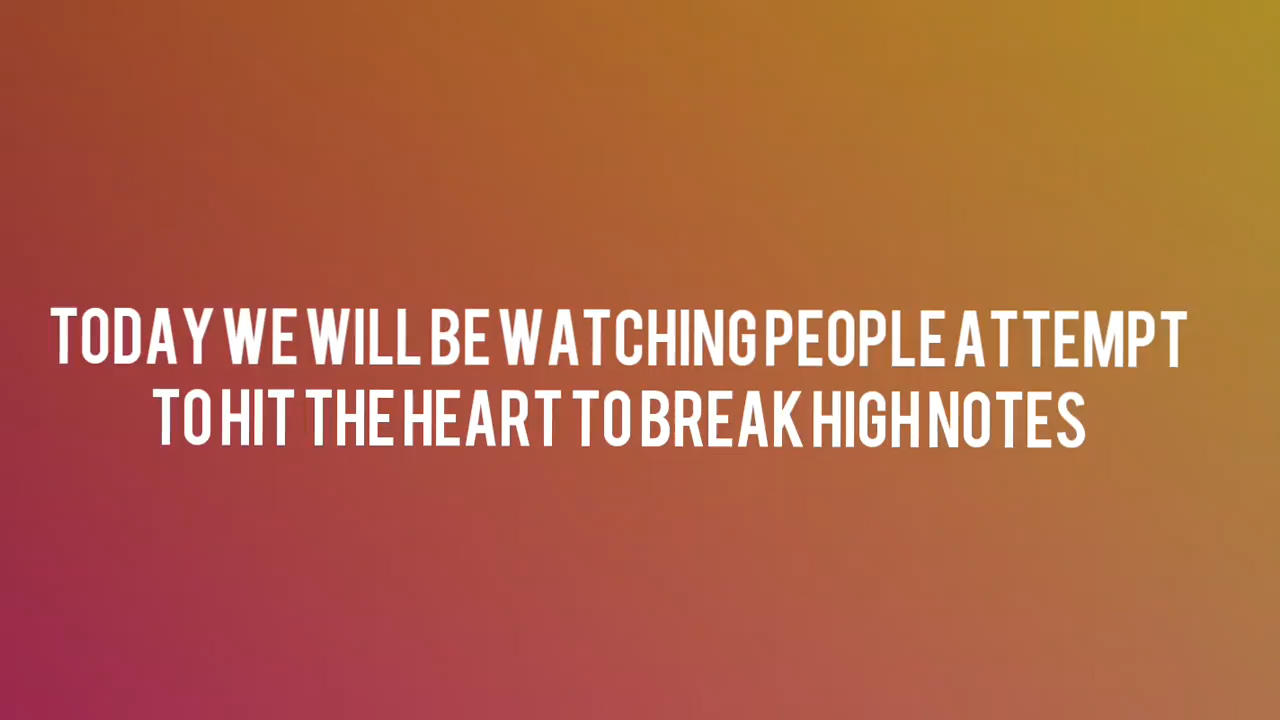 TODAY WE WILL BE WATCHING PEOPLE ATTEMPT
TO HIT THE HEART TO BREAK HIGH NOTES